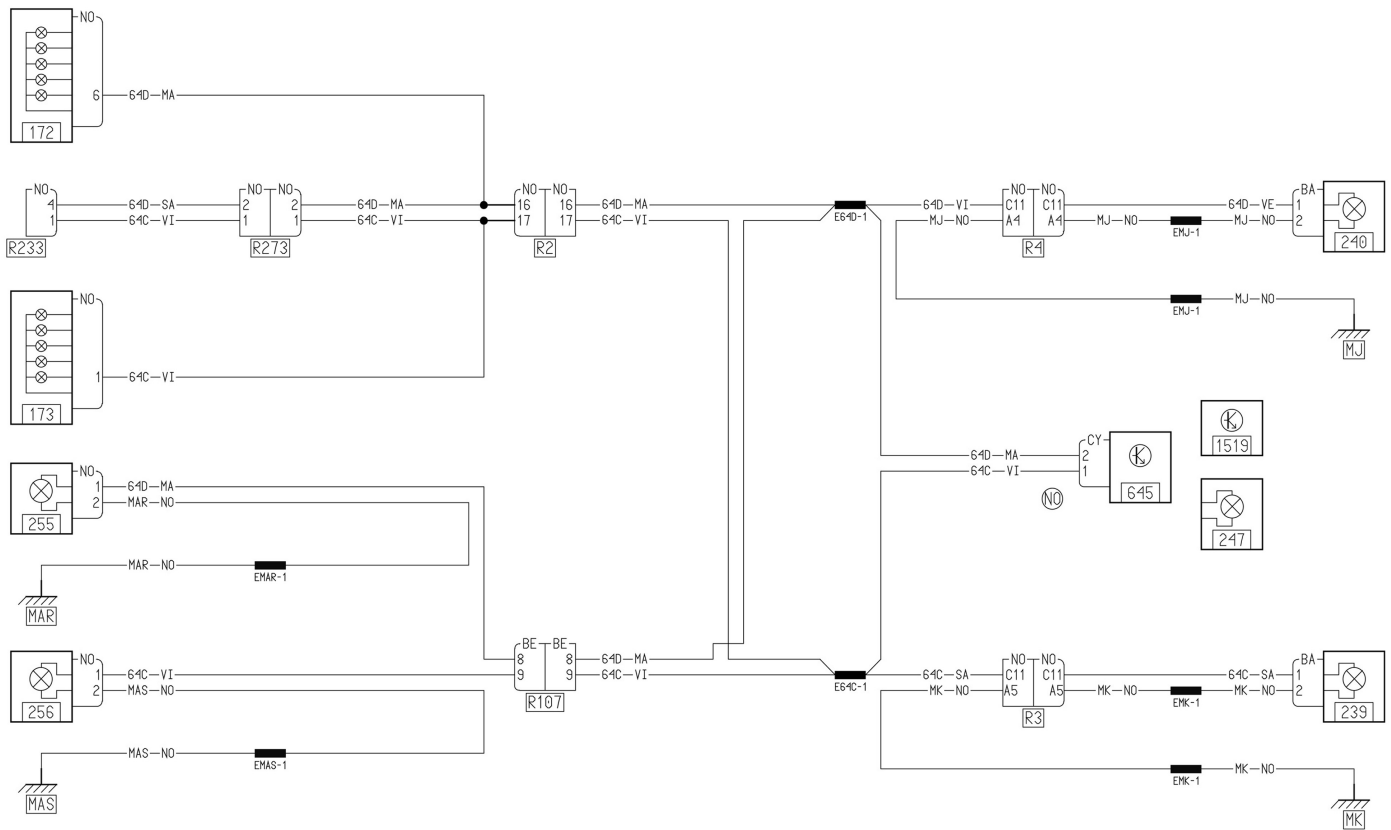 NO
6 64D-MA
172
NO NO NO NO NO NO NO BA
4 64D-SA 2 2 64D-MA 16 16 64D-MA 64D-VI C11 C11 64D-VE 1
1 64C-VI 1 1 64C-VI 17 17 64C-VI E64D-1 MJ-NO A4 A4 MJ-NO MJ-NO 2
EMJ-1
R233 R273 R2 R4 240
NO MJ-NO
EMJ-1
MJ
1 64C-VI
173
1519
CY
64D-MA 2
64C-VI 1
NO 645
NO
1 64D-MA
2 MAR-NO
255
247
MAR-NO
EMAR-1
MAR
BE BE
NO 8 8 64D-MA NO NO BA
1 64C-VI 9 9 64C-VI 64C-SA C11 C11 64C-SA 1
E64C-1
2 MAS-NO MK-NO A5 A5 MK-NO MK-NO 2
EMK-1
256 R107 R3 239
MAS-NO
EMAS-1
MK-NO
EMK-1
MAS
MK